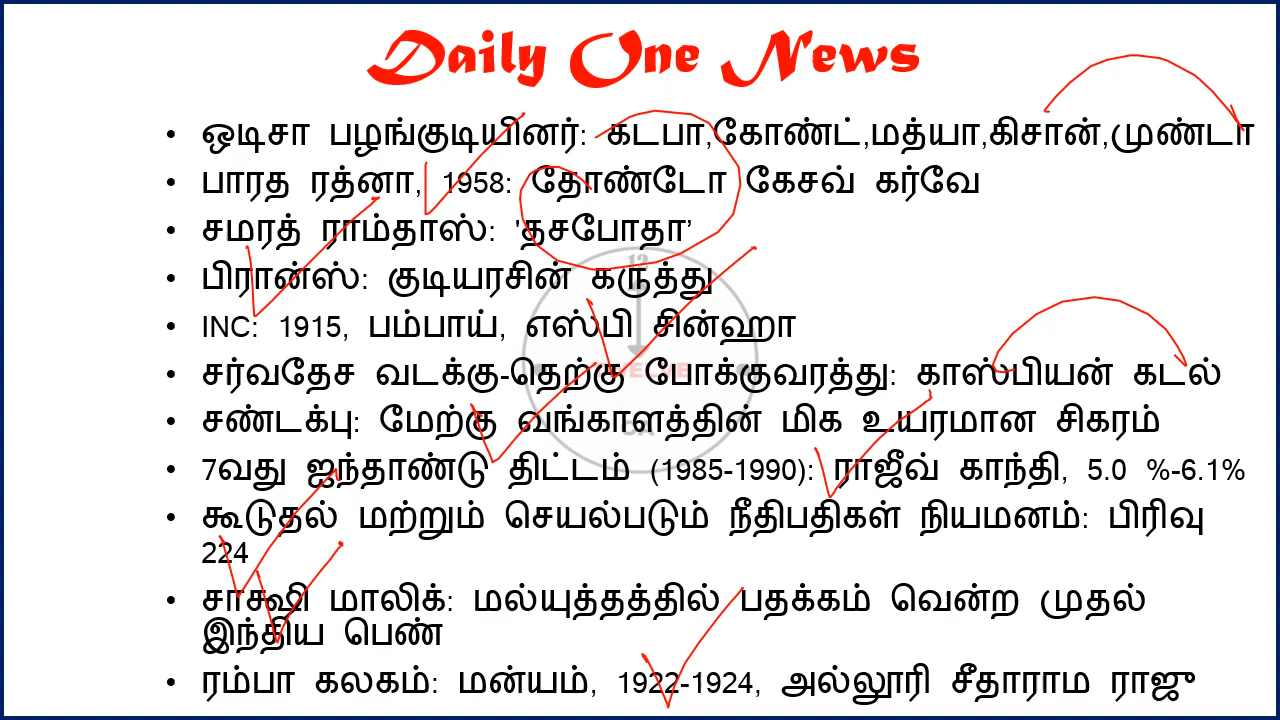 Daily One News
• ஒடிசா பழங்குடியினர்: கடபா,கோண்ட்,மத்யா,கிசான்,முண்டா
• பாரத ரத்னா, 1958: தோண்டோ கேசவ் கர்வே
• சமரத் ராம்தாஸ்: 'தசபோதா’
• பிரான்ஸ்: குடியரசின் கருத்து
• INC: 1915, பம்பாய், எஸ்பி சின்ஹா
• சர்வதேச வடக்கு-தெற்கு போக்குவரத்து: காஸ்பியன் கடல்
• சண்டக்பு: மேற்கு வங்காளத்தின் மிக உயரமான சிகரம்
• 7வது ஐந்தாண்டு திட்டம் (1985-1990): ராஜீவ் காந்தி, 5.0 %-6.1%
• கூடுதல் மற்றும் செயல்படும் நீதிபதிகள் நியமனம்: பிரிவு
224
• சாக்ஷி மாலிக்: மல்யுத்தத்தில் பதக்கம் வென்ற முதல்
இந்திய பெண்
• ரம்பா கலகம்: மன்யம், 1922-1924, அல்லூரி சீதாராம ராஜு